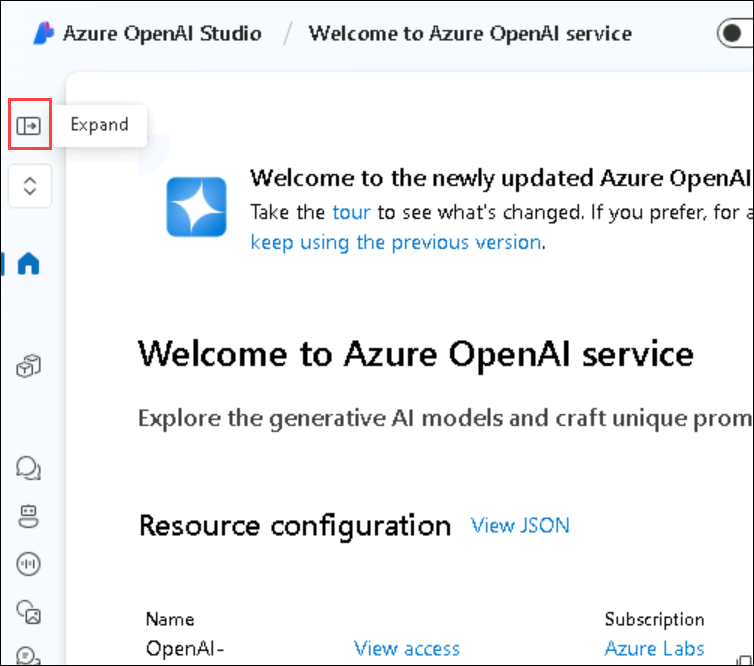 Azure OpenAI Studio / Welcome to Azure OpenAI service
Expand
Welcome to the newly updated Azure OpenAI
Take the tour to see what's changed. If you prefer, for a
keep using the previous version.
Welcome to Azure OpenAI service
Explore the generative AI models and craft unique prom
Resource configuration View JSON
Name Subscription
OpenAI- View access Azure Labs